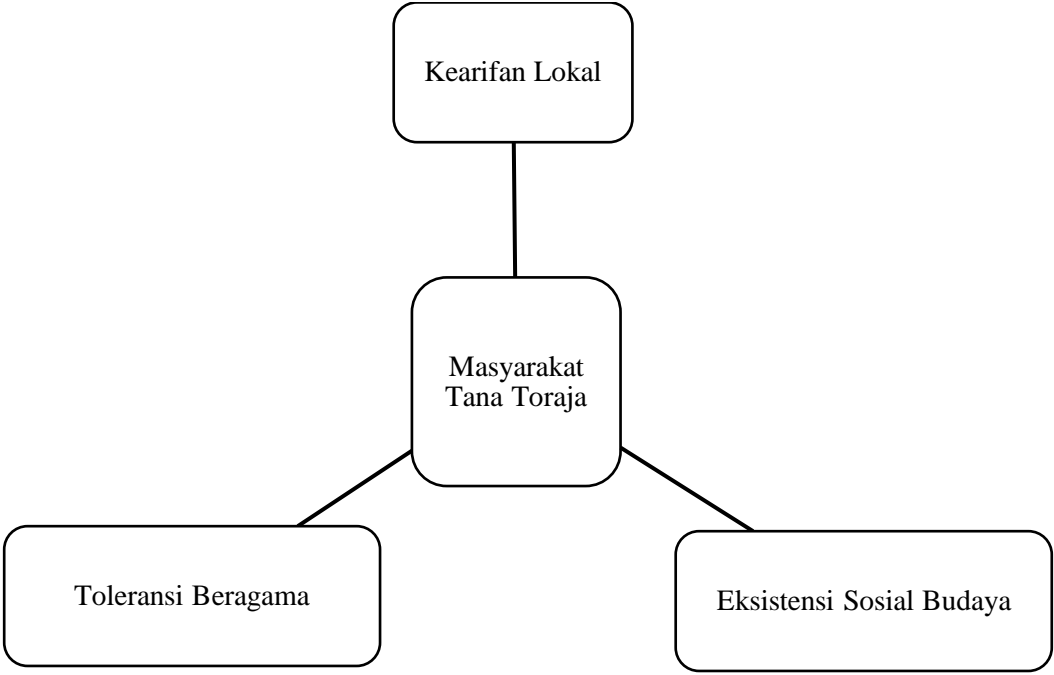 Kearifan Lokal
Masyarakat
Tana Toraja
Toleransi Beragama
Eksistensi Sosial Budaya